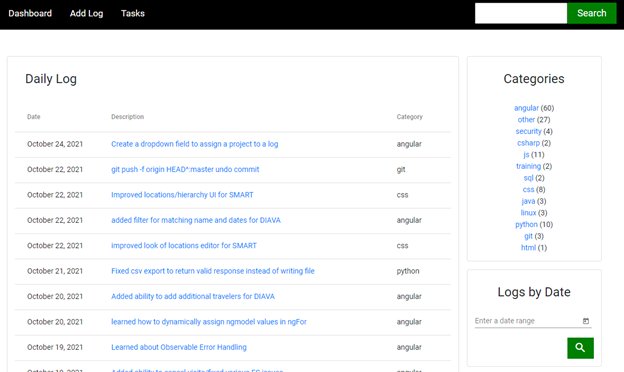 Dashboard Add Log Tasks Search
Daily Log
Date Description Category
October 24, 2021 Create a dropdown field to assign a project to a log angular
October 22, 2021 git push -f origin HEAD^:master undo commit git
October 22, 2021 Improved locations/hierarchy UI for SMART css
October 22, 2021 added filter for matching name and dates for DIAVA angular
October 22, 2021 improved look of locations editor for SMART css
October 21, 2021 Fixed csv export to return valid response instead of writing file python
October 20, 2021 Added ability to add additional travelers for DIAVA angular
October 20, 2021 learned how to dynamically assign ngmodel values in ngFor angular
October 19, 2021 Learned about Observable Error Handling angular
Categories
angular (60)
other (27)
security (4)
csharp (2)
js (11)
training (2)
sql (2)
css (8)
java (3)
linux (3)
python (10)
git (3)
html (1)
Logs by Date
Enter a date range